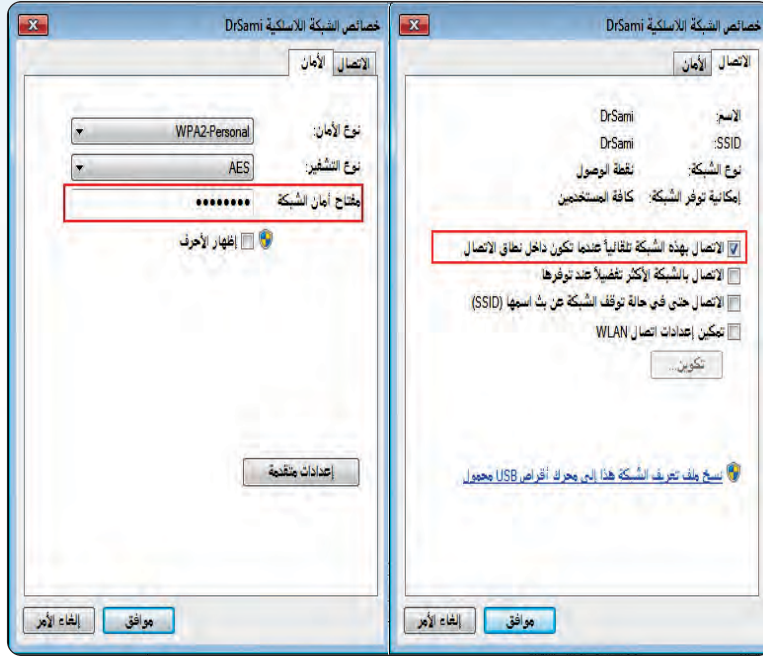 خصائص الشبكة اللاسلكية DrSami
الاتصال
الأمان
الاسم: DrSami
SSID: DrSami
نوع الشبكة: نقطة الوصول
إمكانية توفر الشبكة: كافة المستخدمين
الاتصال بهذه الشبكة تلقائياً عندما تكون داخل نطاق الاتصال
الاتصال بالشبكة الأكثر تفضيلاً عند توفرها
الاتصال حتى في حالة توقف الشبكة عن بث اسمها (SSID)
تمكين إعدادات اتصال WLAN
تكوين...
نسخ ملف تعريف الشبكة هذا إلى محرك أقراص USB محمول
موافق
إلغاء الأمر
خصائص الشبكة اللاسلكية DrSami
الاتصال
الأمان
نوع الأمان: WPA2-Personal
نوع التشفير: AES
مفتاح أمان الشبكة ••••••••
إظهار الأحرف
إعدادات متقدمة
موافق
إلغاء الأمر